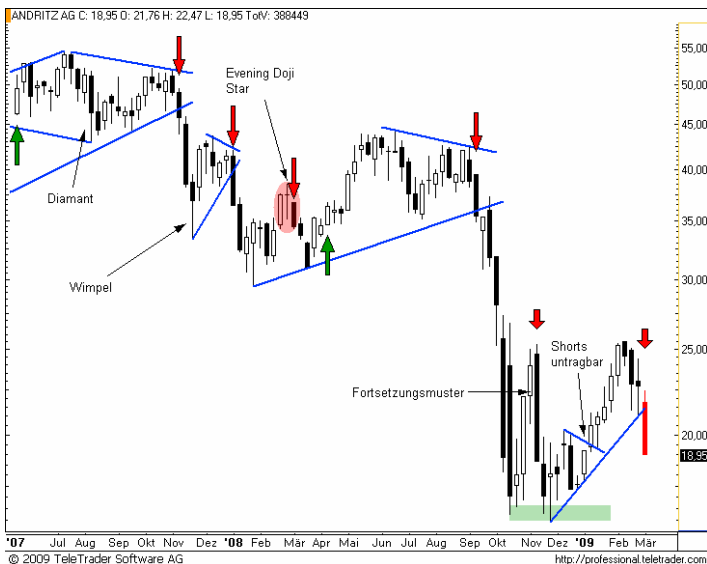 ANDRITZ AG C: 18,95 O: 21,76 H: 22,47 L: 18,95 TotV: 388449
55,00
50,00
45,00
40,00
35,00
30,00
25,00
20,00
18,95
Evening Doji
Star
Diamant
Wimpel
Shorts
untragbar
Fortsetzungsmuster
'07 Jul Aug Sep Okt Nov Dez '08 Feb Mär Apr Mai Jun Jul Aug Sep Okt Nov Dez '09 Feb Mär
© 2009 TeleTrader Software AG
http://professional.teletrader.com